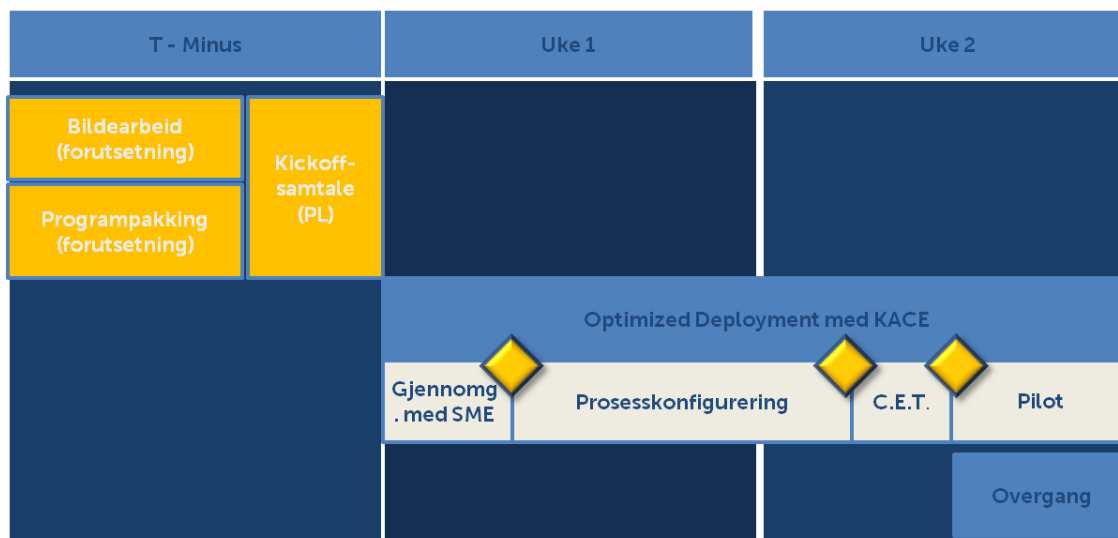 T - Minus
Uke 1
Uke 2
Bildearbeid
(forutsetning)
Programpakking
(forutsetning)
Kickoff-
samtale
(PL)
Optimized Deployment med KACE
Gjennomg
. med SME
Prosesskonfigurering
C.E.T.
Pilot
Overgang